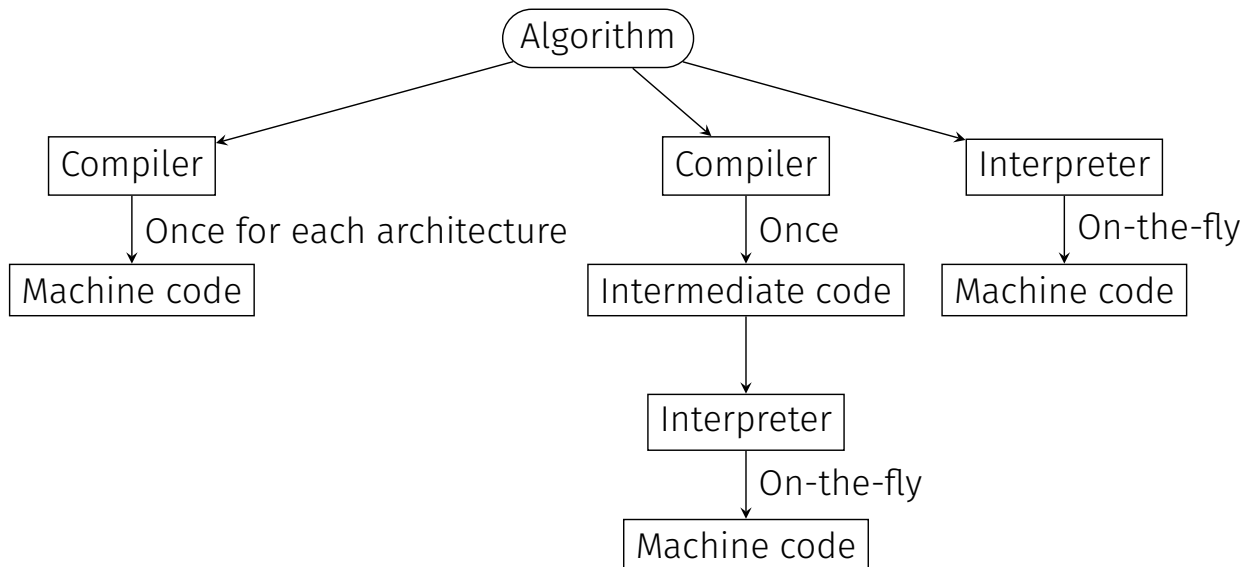 Algorithm
Compiler
Compiler
Interpreter
Once for each architecture
Once
On-the-fly
Machine code
Intermediate code
Machine code
Interpreter
On-the-fly
Machine code